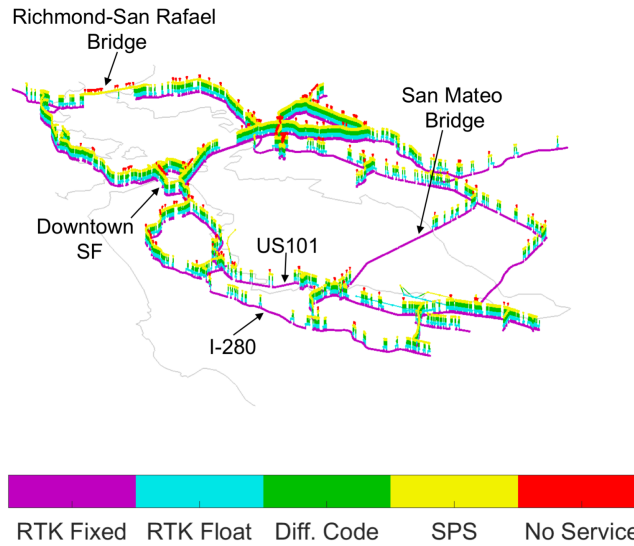 Richmond-San Rafael
Bridge
San Mateo
Bridge
Downtown
SF
US101
I-280
RTK Fixed
RTK Float
Diff. Code
SPS
No Service